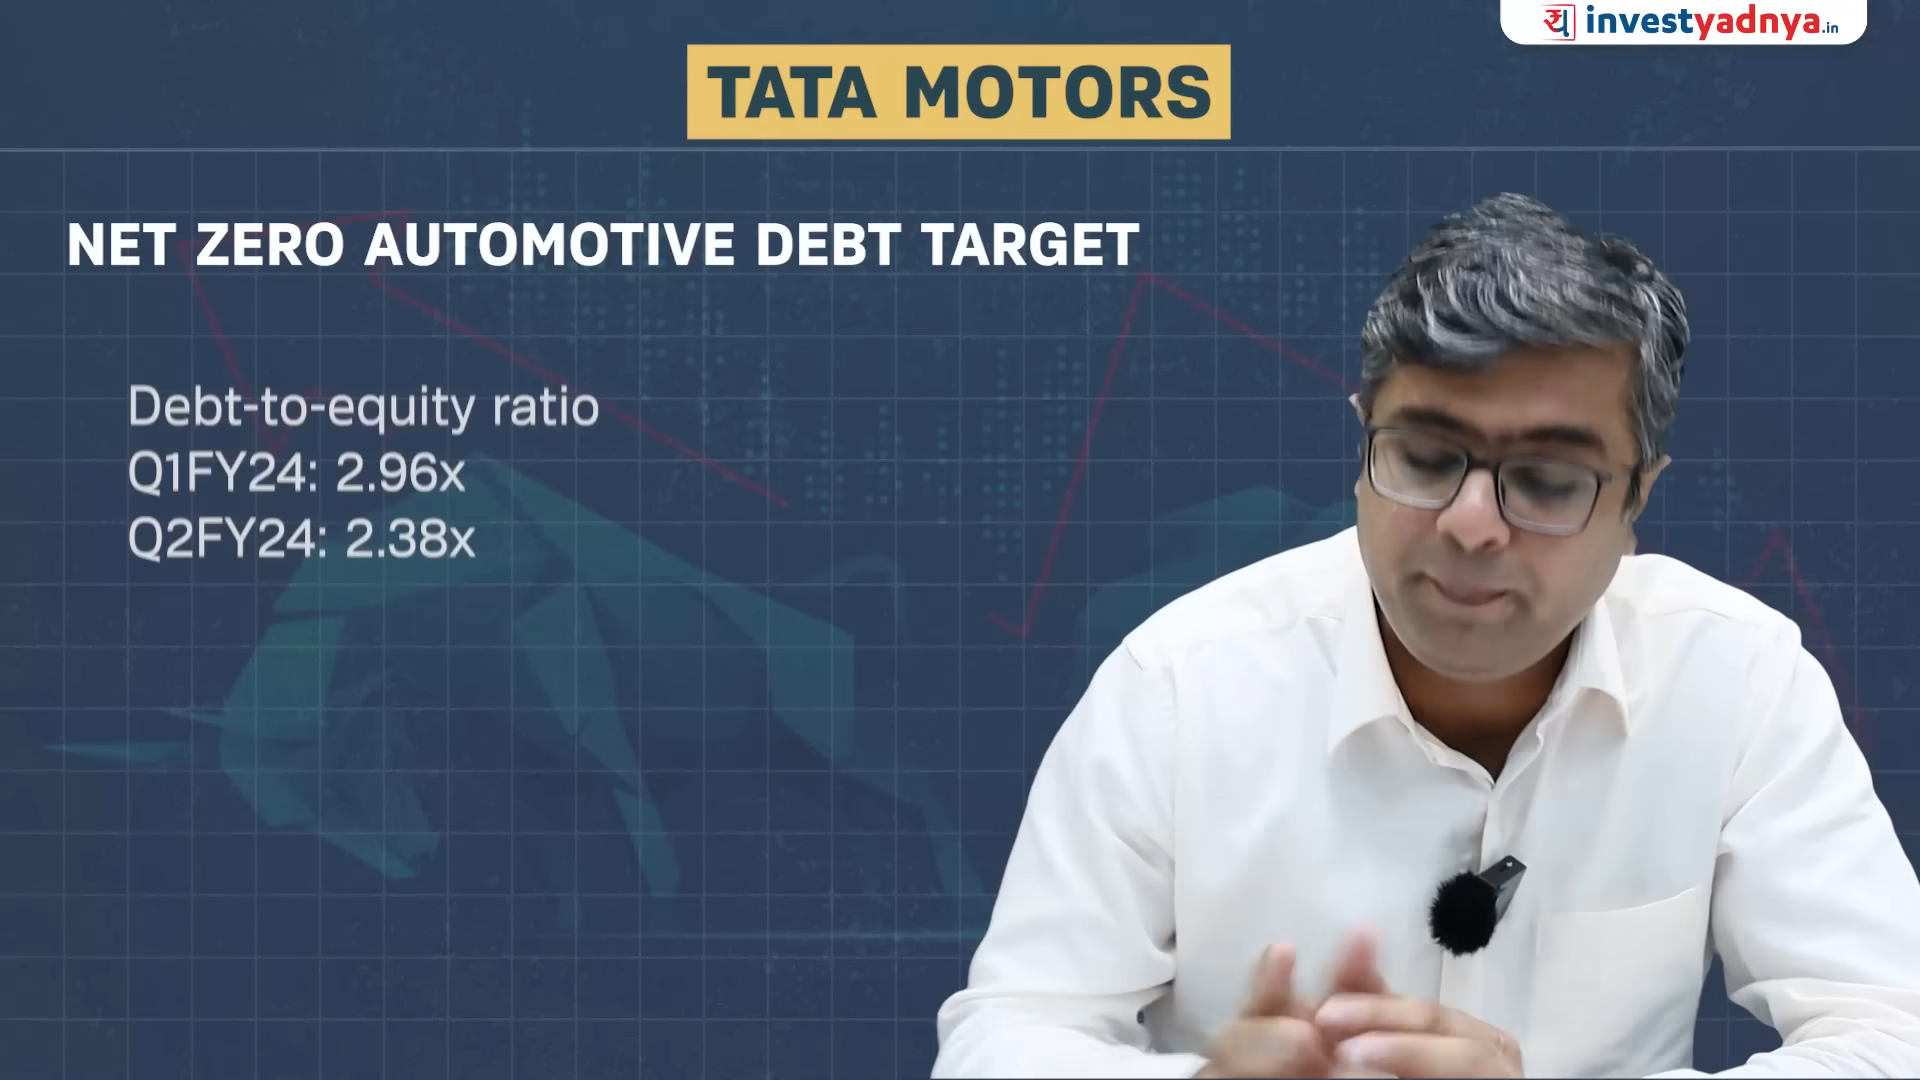 investyadnya.in
TATA MOTORS
NET ZERO AUTOMOTIVE DEBT TARGET
Debt-to-equity ratio
Q1FY24: 2.96x
Q2FY24: 2.38x